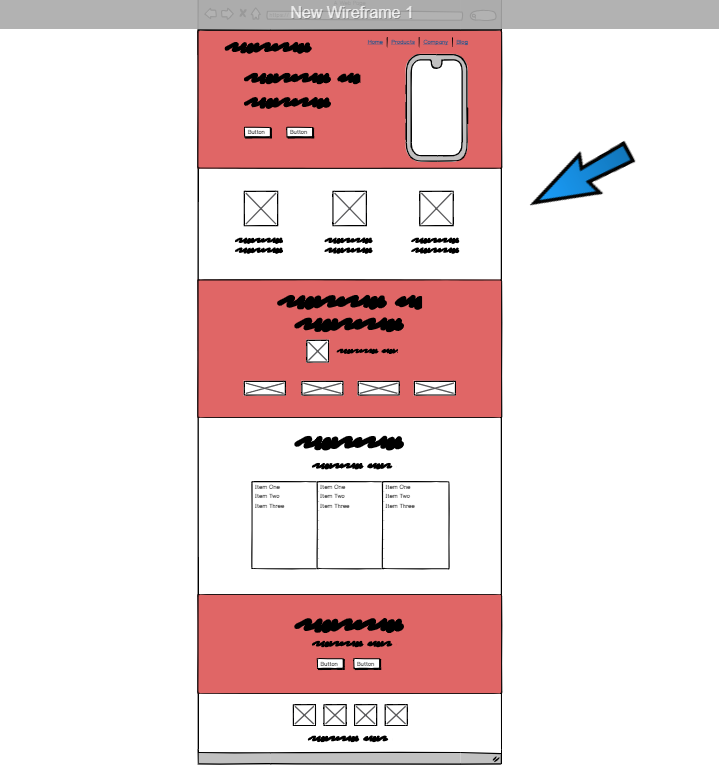 New Wireframe 1
Home Products Company Blog
Button Button
Item One Item One Item One
Item Two Item Two Item Two
Item Three Item Three Item Three
Button Button